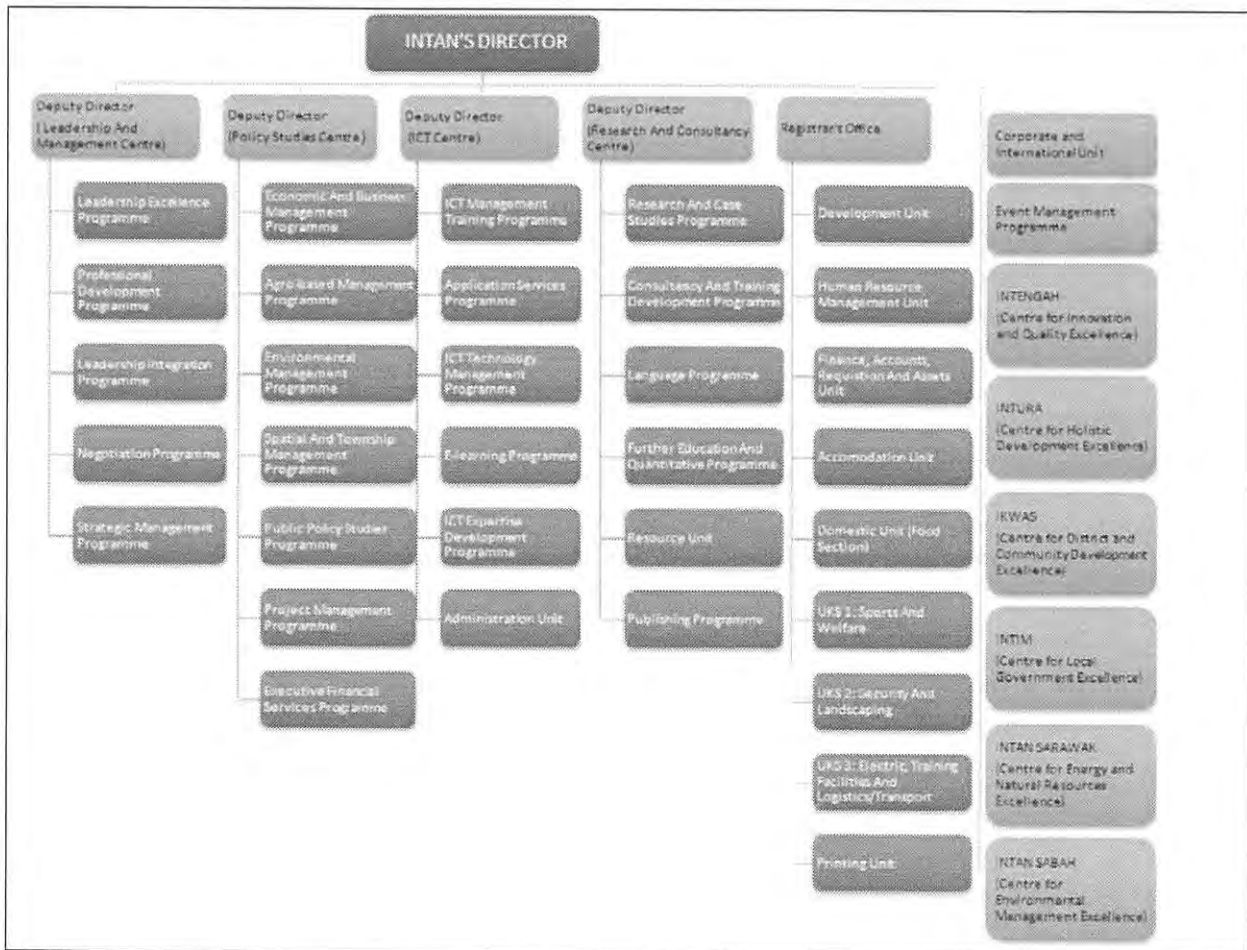 INTAN'S DIRECTOR
Deputy Director
(Leadership And
Management Centre)
Leadership Excellence
Programme
Professional
Development
Programme
Leadership Integration
Programme
Negotiation Programme
Strategic Management
Programme
Deputy Director
(Policy Studies Centre)
Economic And Business
Management
Programme
Agro Based Management
Programme
Environmental
Management
Programme
Spatial And Township
Management
Programme
Public Policy Studies
Programme
Project Management
Programme
Executive Financial
Services Programme
Deputy Director
(ICT Centre)
ICT Management
Training Programme
Application Services
Programme
ICT Technology
Management
Programme
E-learning Programme
ICT Expertise
Development
Programme
Administration Unit
Deputy Director
(Research And Consultancy
Centre)
Research And Case
Studies Programme
Consultancy And Training
Development Programme
Language Programme
Further Education And
Quantitative Programme
Resource Unit
Publishing Programme
Registrar's Office
Development Unit
Human Resource
Management Unit
Finance, Accounts,
Requisition And Assets
Unit
Accomodation Unit
Domestic Unit (Food
Section)
UKS 1: Sports And
Welfare
UKS 2: Security And
Landscaping
UKS 3: Electric, Training
Facilities And
Logistics/Transport
Printing Unit
Corporate and
International Unit
Event Management
Programme
INTENGAH
(Centre for Innovation
and Quality Excellence)
INTURA
(Centre for Holistic
Development Excellence)
IKWAS
(Centre for District and
Community Development
Excellence)
INTIM
(Centre for Local
Government Excellence)
INTAN SARAWAK
(Centre for Energy and
Natural Resources
Excellence)
INTAN SABAH
(Centre for
Environmental
Management Excellence)